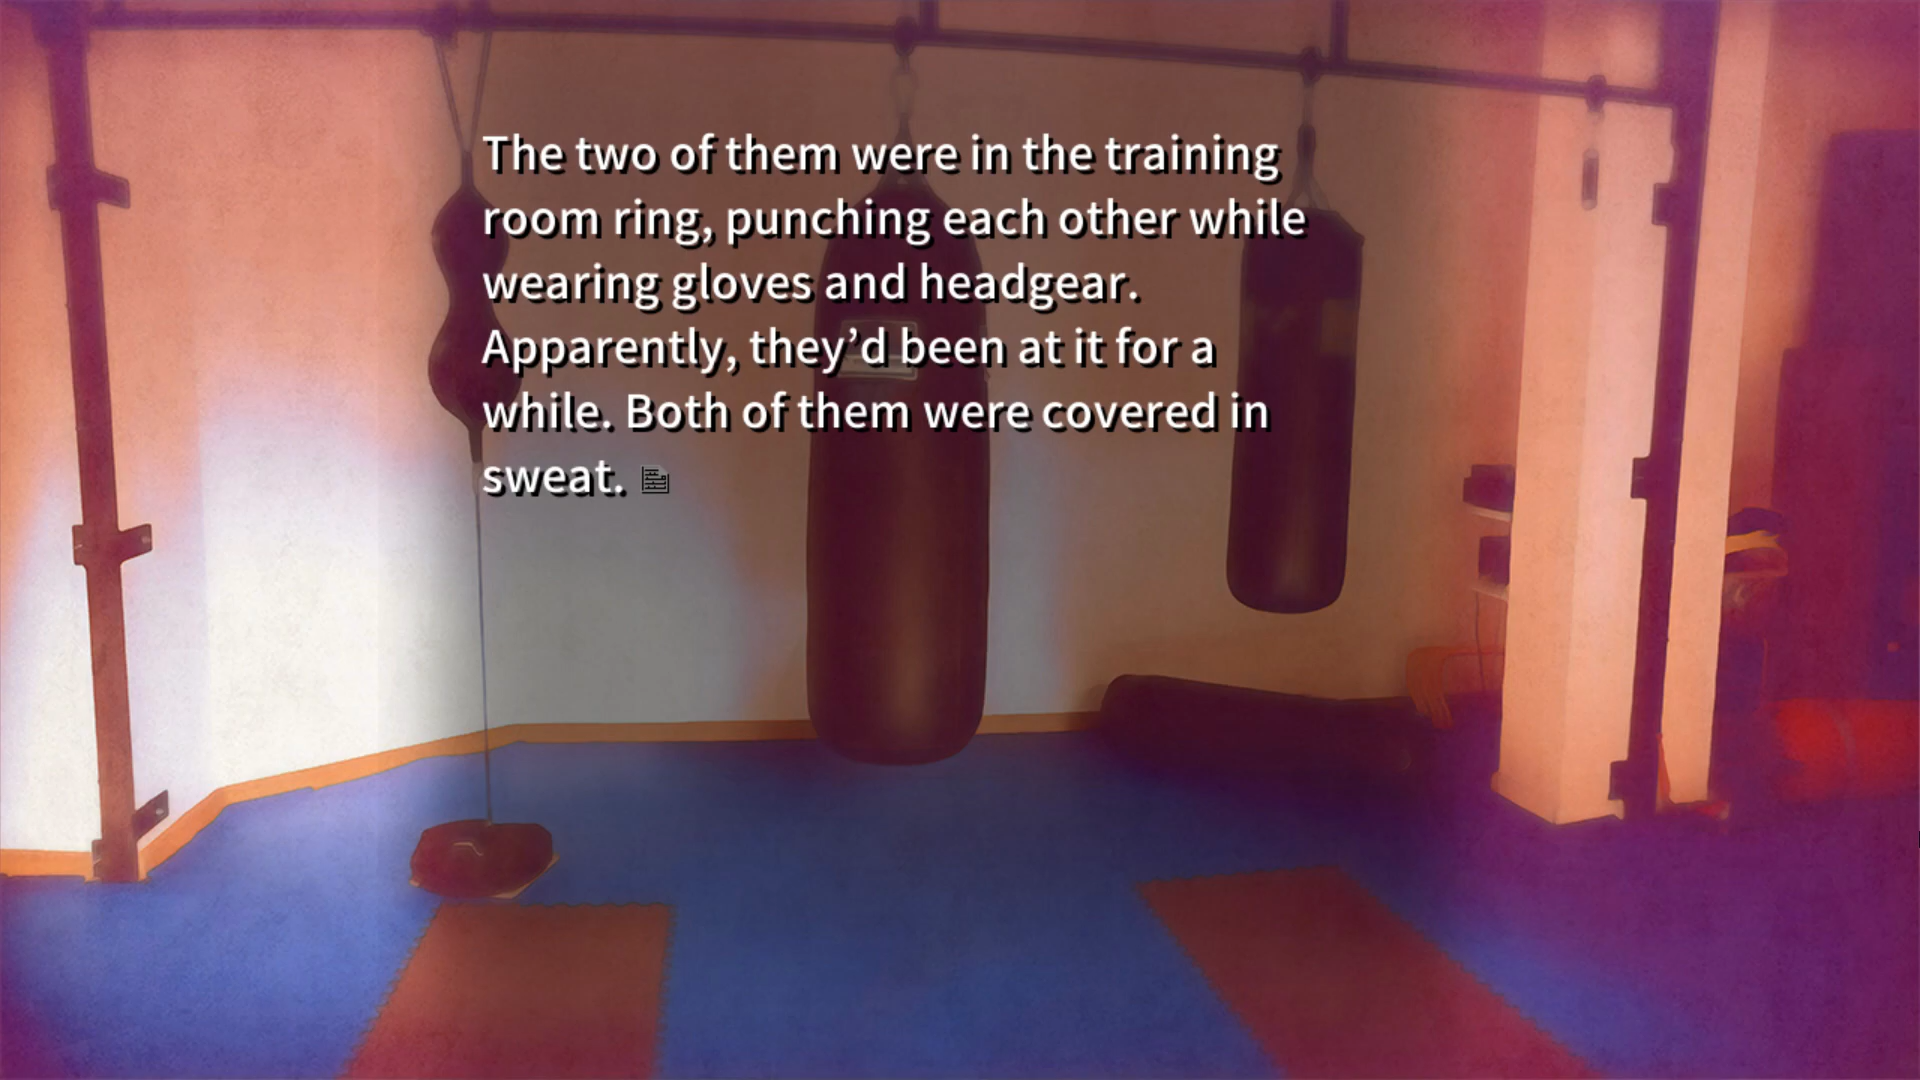 The two of them were in the training
room ring, punching each other while
wearing gloves and headgear.
Apparently, they’d been at it for a
while. Both of them were covered in
sweat.